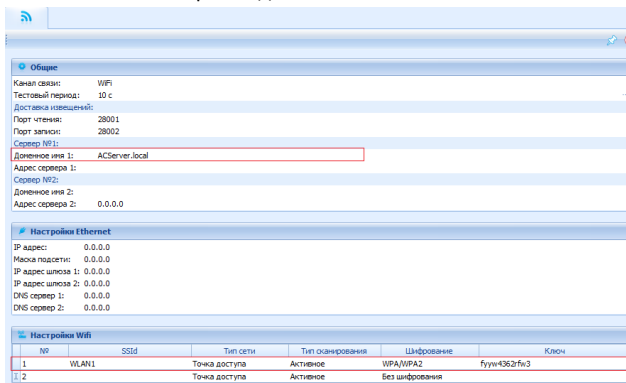 Общие
Канал связи: WiFi
Тестовый период: 10 с
Доставка извещений:
Порт чтения: 28001
Порт записи: 28002
Сервер №1:
Доменное имя 1: ACServer.local
Адрес сервера 1:
Сервер №2:
Доменное имя 2:
Адрес сервера 2: 0.0.0.0
Настройки Ethernet
IP адрес: 0.0.0.0
Маска подсети: 0.0.0.0
IP адрес шлюза 1: 0.0.0.0
IP адрес шлюза 2: 0.0.0.0
DNS сервер 1: 0.0.0.0
DNS сервер 2: 0.0.0.0
Настройки Wifi
№ SSId Тип сети Тип сканирования Шифрование Ключ
1 WLAN1 Точка доступа Активное WPA/WPA2 fyyw4362rfw3
2 Точка доступа Активное Без шифрования